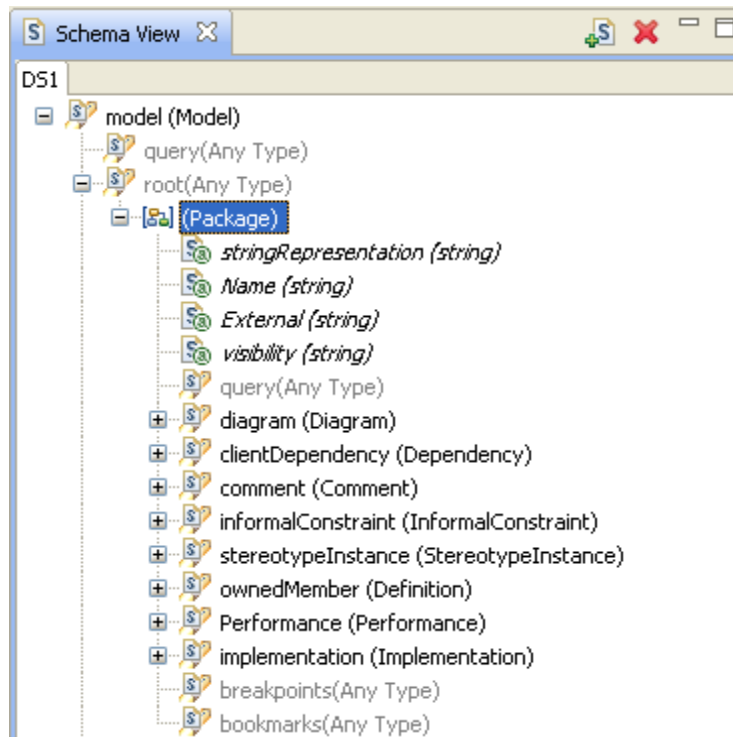 Schema View
DS1
model (Model)
query(Any Type)
root(Any Type)
(Package)
stringRepresentation {string}
Name {string}
External {string}
visibility {string}
query(Any Type)
diagram (Diagram)
clientDependency (Dependency)
comment (Comment)
informalConstraint (InformalConstraint)
stereotypeInstance (StereotypeInstance)
ownedMember (Definition)
Performance (Performance)
implementation (Implementation)
breakpoints(Any Type)
bookmarks(Any Type)